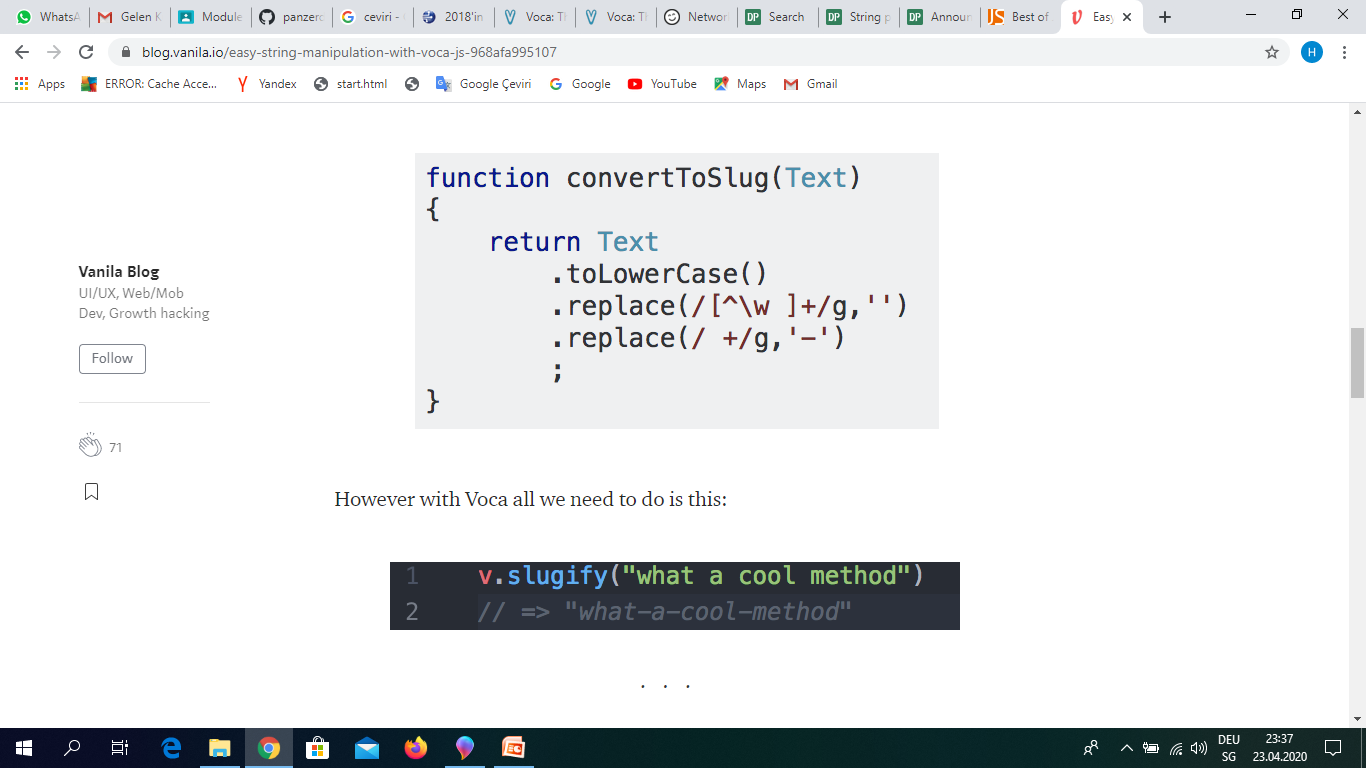 WhatsA
Gelen K
Module
panzerc
ceviri -
2018'in
Voca: Th
Voca: Th
Networ
Search
String p
Announ
Best of
Easy
blog.vanila.io/easy-string-manipulation-with-voca-js-968afa995107
H
Apps
ERROR: Cache Acce...
Yandex
start.html
Google Çeviri
Google
YouTube
Maps
Gmail
function convertToSlug(Text)
{
return Text
.toLowerCase()
.replace(/[^\w ]+/g,'')
.replace(/ +/g,'-')
;
}
Vanila Blog
UI/UX, Web/Mob
Dev, Growth hacking
Follow
71
However with Voca all we need to do is this:
1 v.slugify("what a cool method")
2 // => "what-a-cool-method"
. . .
DEU
SG
23:37
23.04.2020